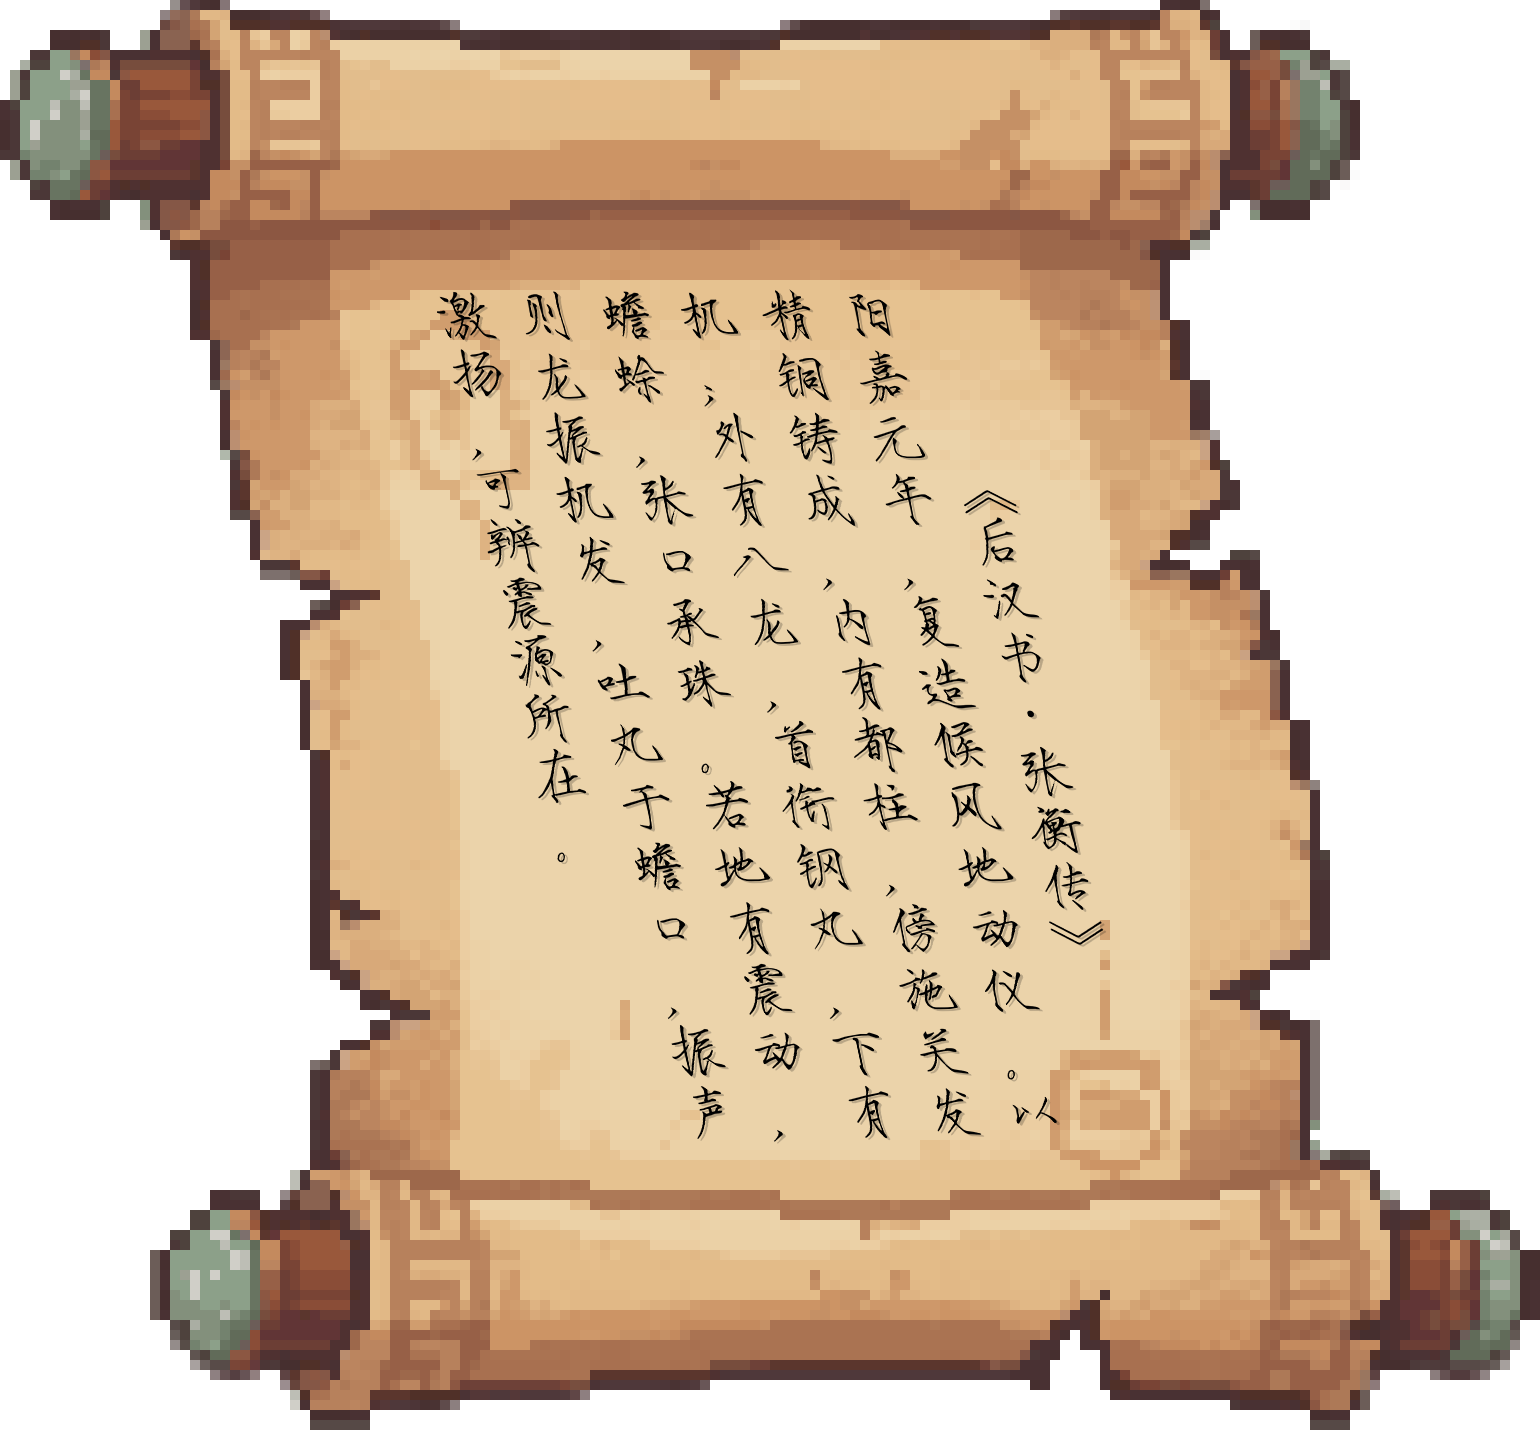 《后汉书·张衡传》
阳嘉元年，复造候风地动仪。以
精铜铸成，内有都柱，傍施关发
机；外有八龙，首衔钢丸，下有
蟾蜍，张口承珠。若地有震动，
则龙振机发，吐丸于蟾口，振声
激扬，可辨震源所在。